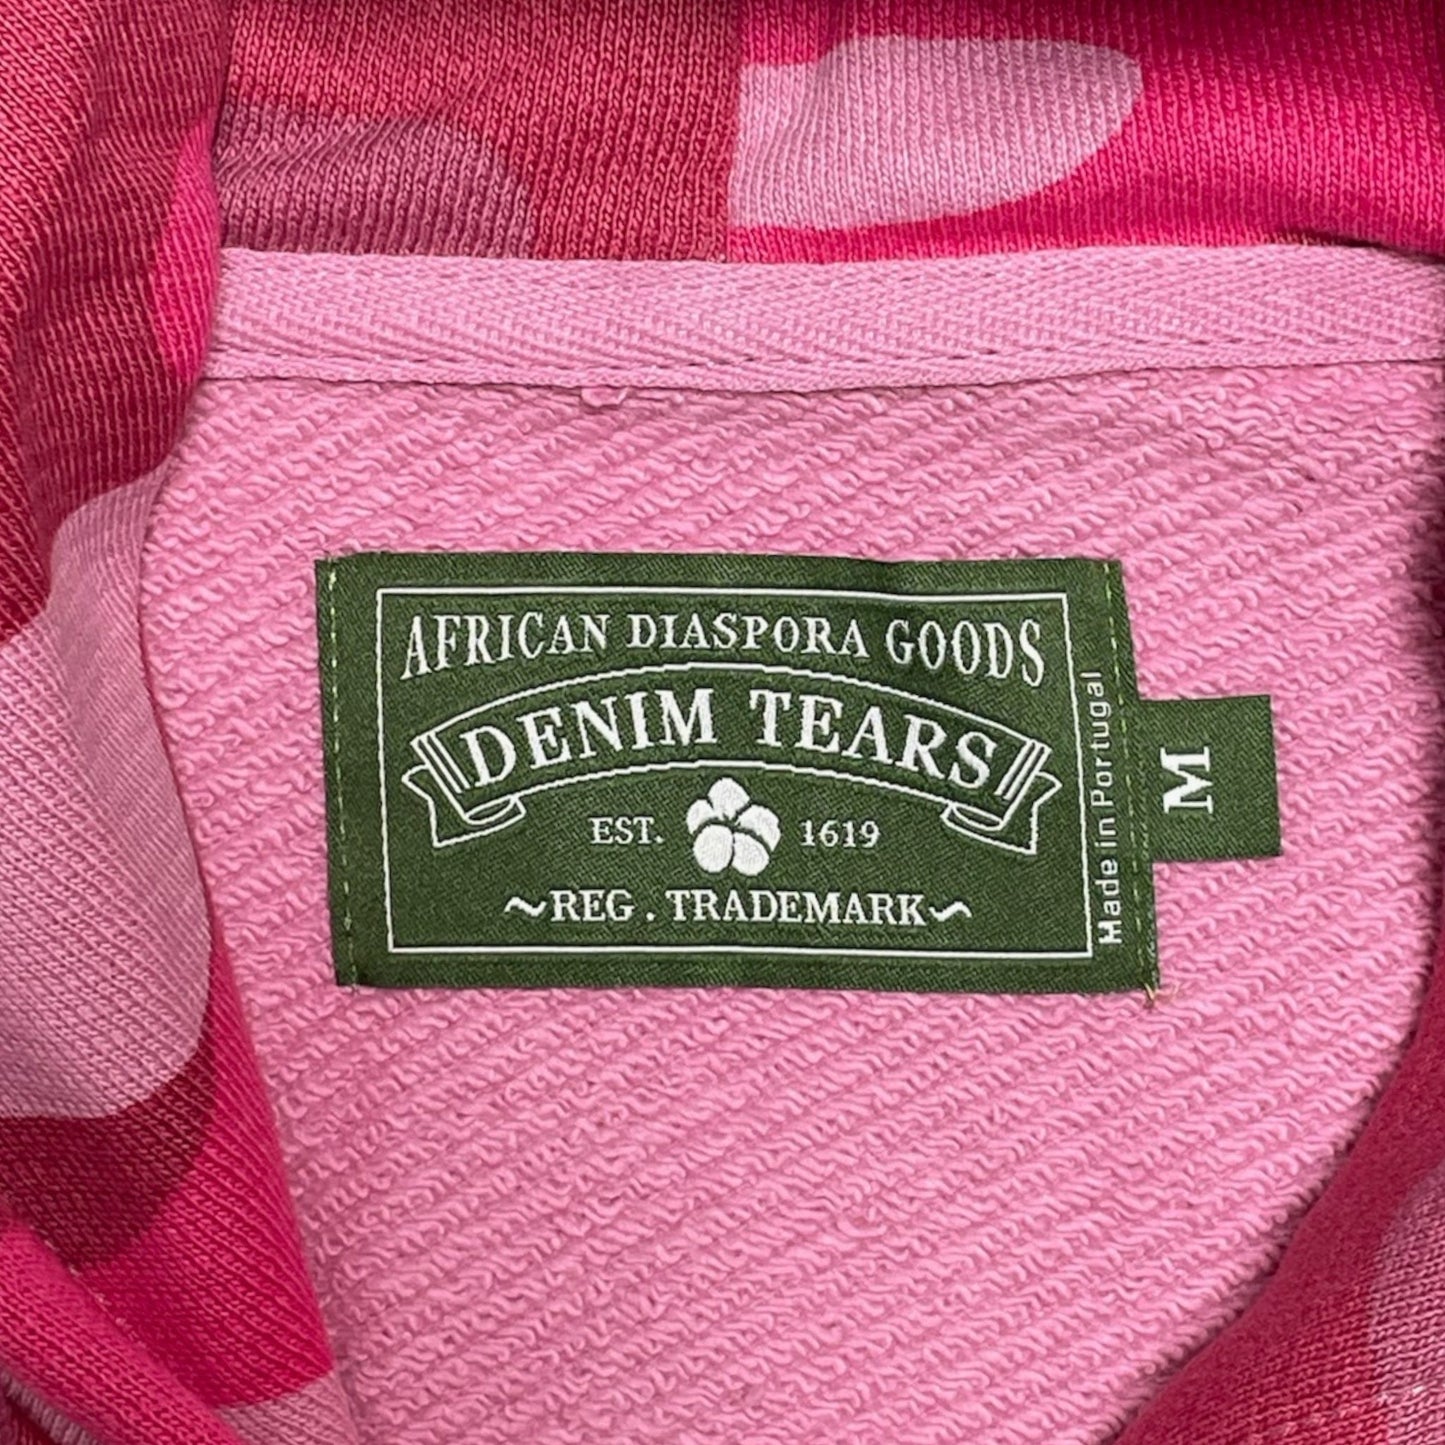 AFRICAN DIASPORA GOODS
DENIM TEARS
EST. 1619
~REG . TRADEMARK~
Made in Portugal
M